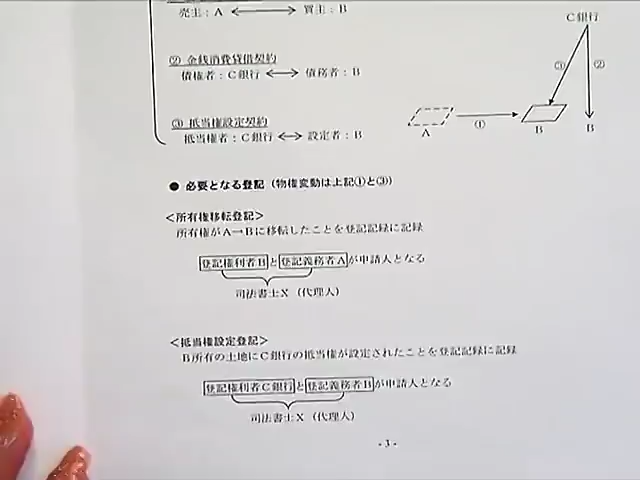 売主：A ⟷ 買主：B
② 金銭消費貸借契約
債権者：C銀行 ⟷ 債務者：B
③ 抵当権設定契約
抵当権者：C銀行 ⟷ 設定者：B
C銀行
③ ②
①
A B B
● 必要となる登記（物権変動は上記①と③）
＜所有権移転登記＞
所有権がA→Bに移転したことを登記記録に記録
登記権利者Bと登記義務者Aが申請人となる
司法書士X（代理人）
＜抵当権設定登記＞
B所有の土地にC銀行の抵当権が設定されたことを登記記録に記録
登記権利者C銀行と登記義務者Bが申請人となる
司法書士X（代理人）
- 3 -